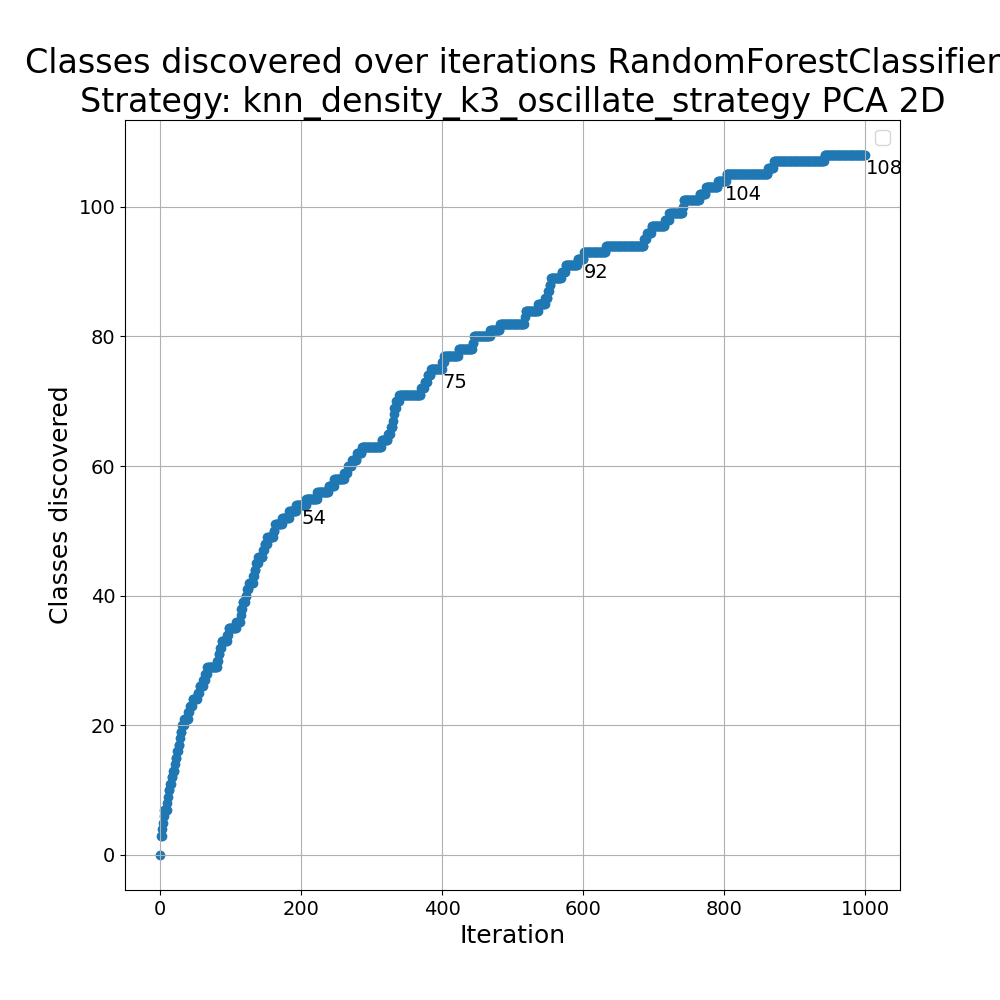 Classes discovered over iterations RandomForestClassifier
Strategy: knn_density_k3_oscillate_strategy PCA 2D
Classes discovered
100
80
60
40
20
0
54
75
92
104
108
0 200 400 600 800 1000
Iteration